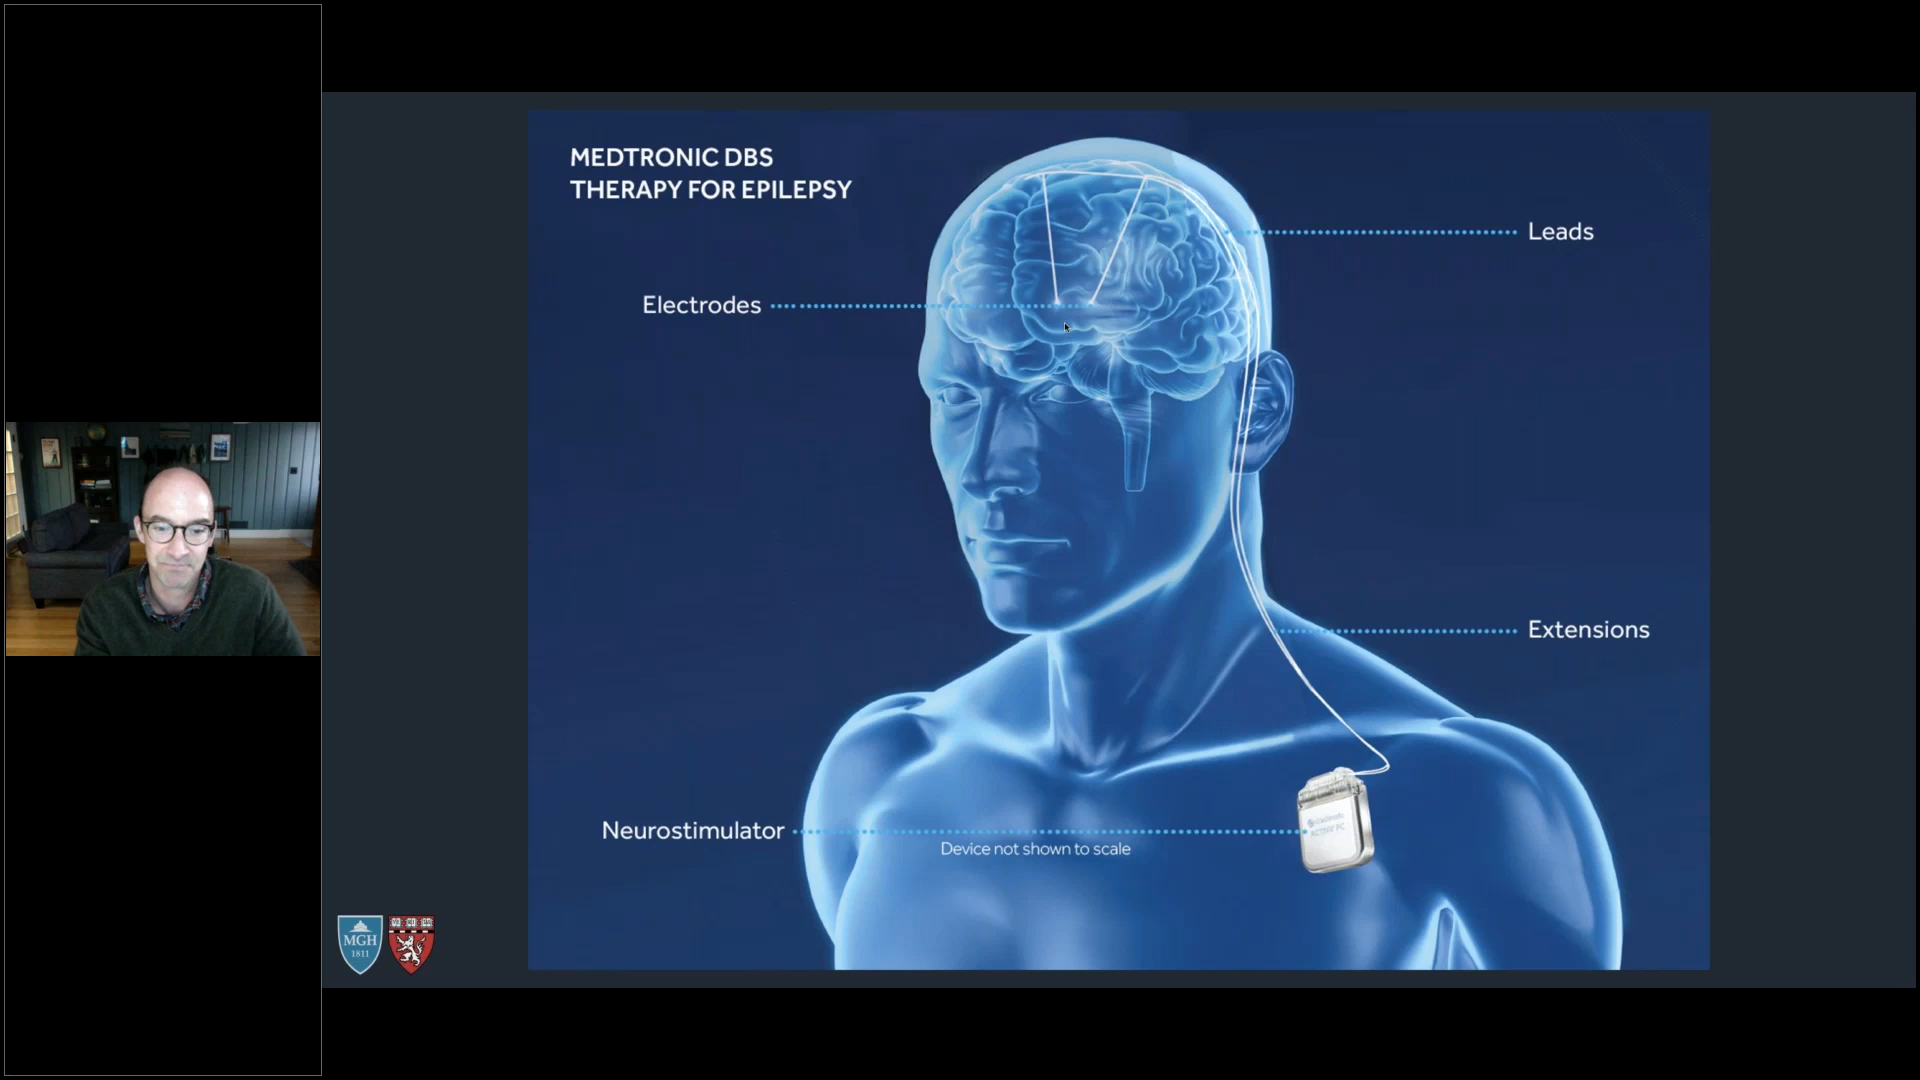 MEDTRONIC DBS
THERAPY FOR EPILEPSY
Leads
Electrodes
Extensions
Neurostimulator
Device not shown to scale
MGH
1811